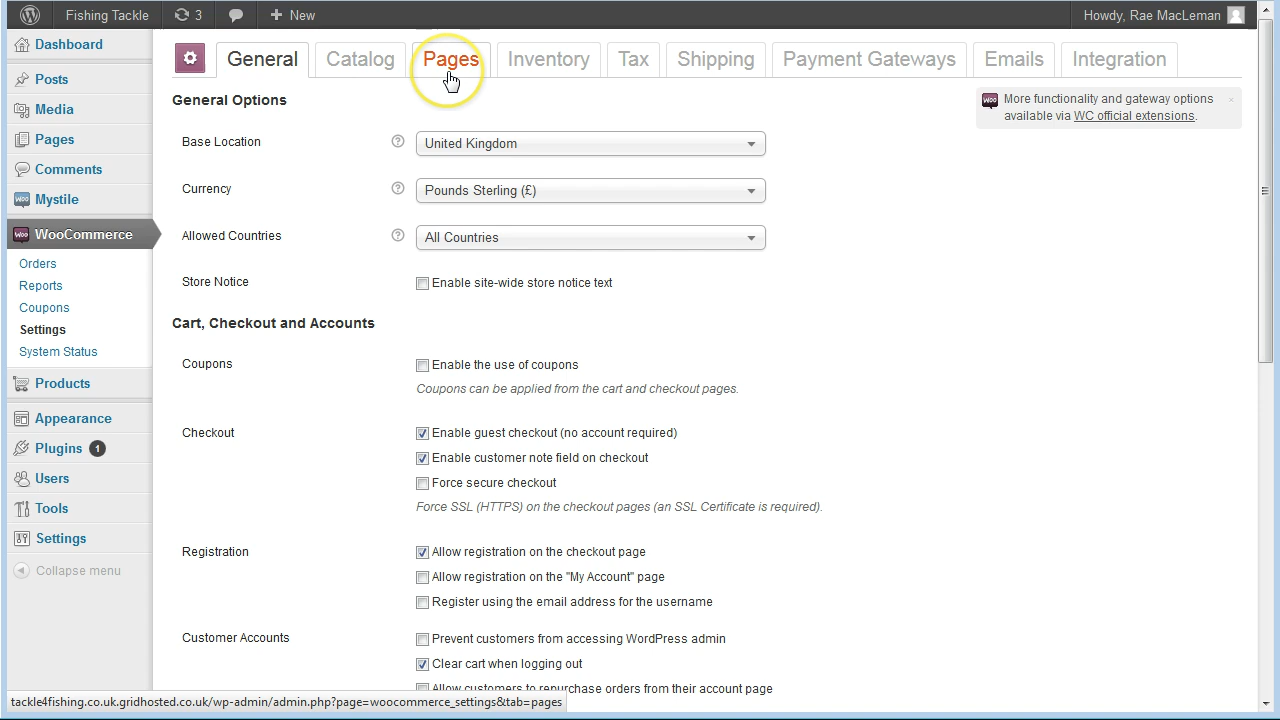 Fishing Tackle 3 New Howdy, Rae MacLeman
Dashboard
Posts
Media
Pages
Comments
Mystile
WooCommerce
Orders
Reports
Coupons
Settings
System Status
Products
Appearance
Plugins 1
Users
Tools
Settings
Collapse menu
General Catalog Pages Inventory Tax Shipping Payment Gateways Emails Integration
More functionality and gateway options
available via WC official extensions.
General Options
Base Location ? United Kingdom
Currency ? Pounds Sterling (£)
Allowed Countries ? All Countries
Store Notice Enable site-wide store notice text
Cart, Checkout and Accounts
Coupons Enable the use of coupons
Coupons can be applied from the cart and checkout pages.
Checkout Enable guest checkout (no account required)
Enable customer note field on checkout
Force secure checkout
Force SSL (HTTPS) on the checkout pages (an SSL Certificate is required).
Registration Allow registration on the checkout page
Allow registration on the "My Account" page
Register using the email address for the username
Customer Accounts Prevent customers from accessing WordPress admin
Clear cart when logging out
Allow customers to repurchase orders from their account page
tackle4fishing.co.uk.gridhosted.co.uk/wp-admin/admin.php?page=woocommerce_settings&tab=pages